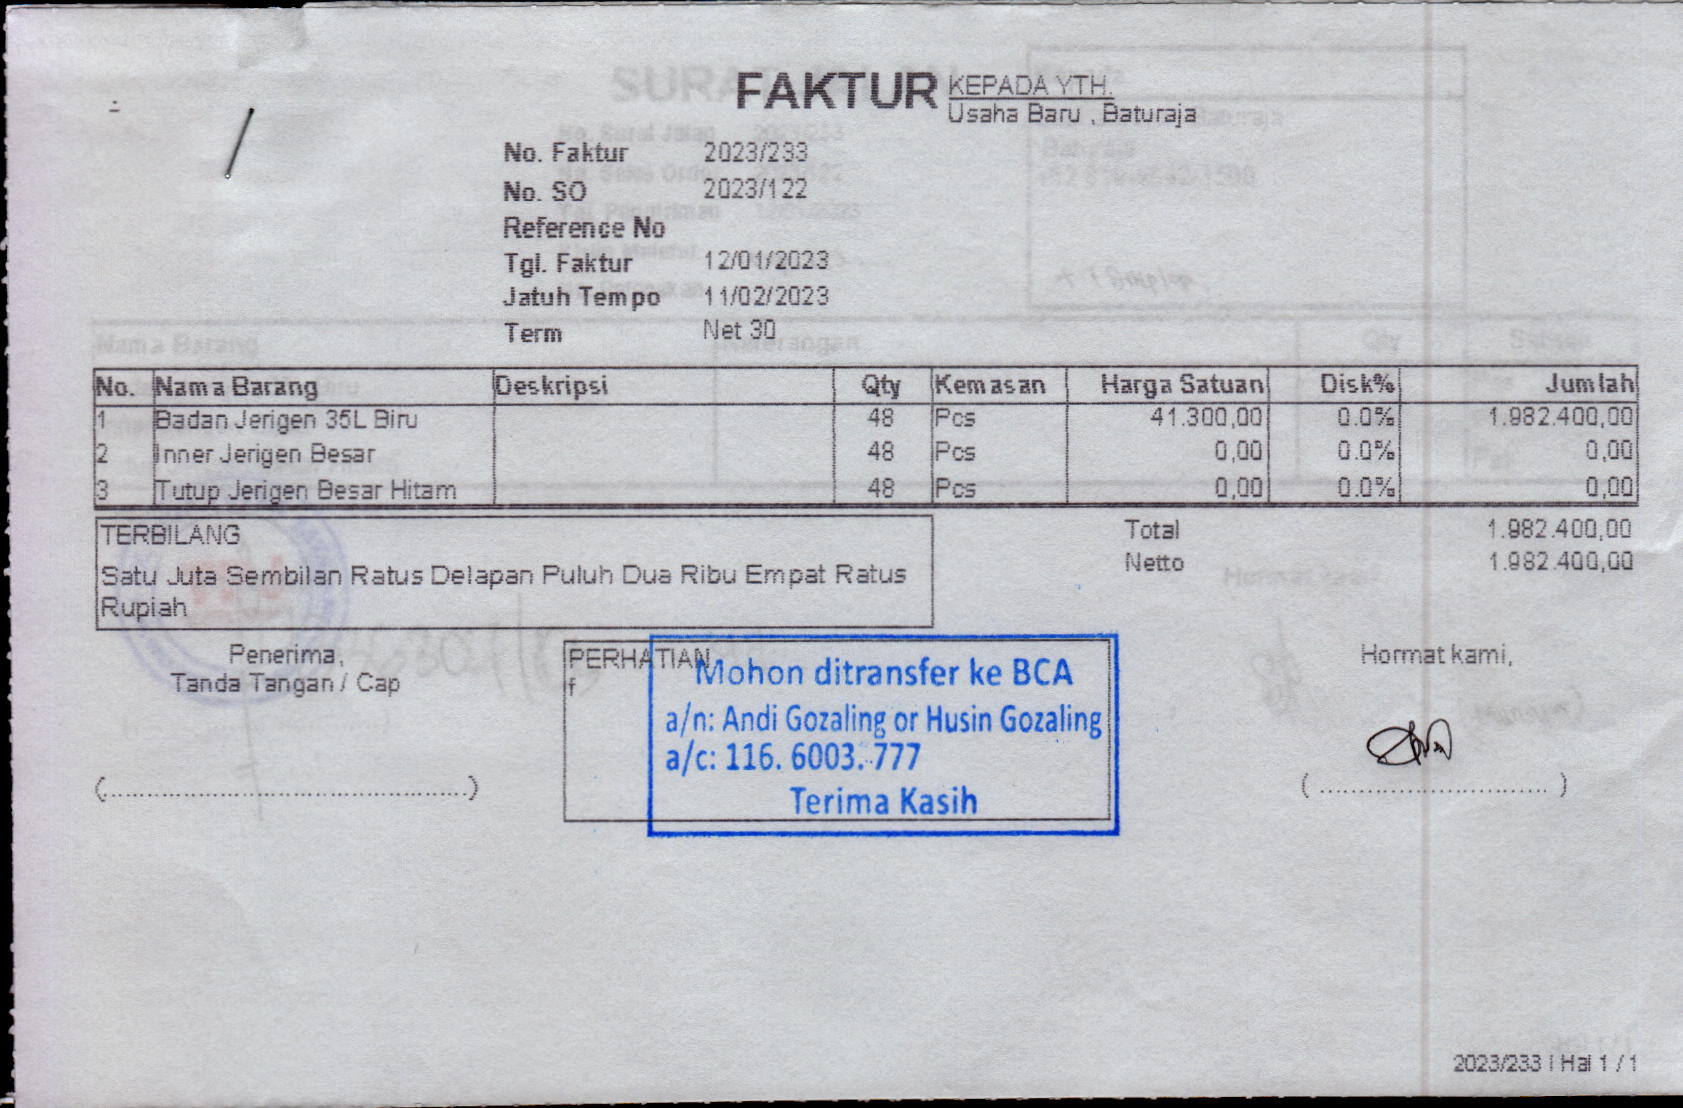 FAKTUR
KEPADA YTH.
Usaha Baru , Baturaja
No. Faktur 2023/233
No. SO 2023/122
Reference No
Tgl. Faktur 12/01/2023
Jatuh Tempo 11/02/2023
Term Net 30
No. Nama Barang Deskripsi Qty Kemasan Harga Satuan Disk% Jumlah
1 Badan Jerigen 35L Biru 48 Pcs 41.300,00 0.0% 1.982.400,00
2 Inner Jerigen Besar 48 Pcs 0,00 0.0% 0,00
3 Tutup Jerigen Besar Hitam 48 Pcs 0,00 0.0% 0,00
TERBILANG
Satu Juta Sembilan Ratus Delapan Puluh Dua Ribu Empat Ratus
Rupiah
Total 1.982.400,00
Netto 1.982.400,00
Penerima,
Tanda Tangan / Cap
(......................................................)
PERHATIAN
f
Mohon ditransfer ke BCA
a/n: Andi Gozaling or Husin Gozaling
a/c: 116. 6003. 777
Terima Kasih
Hormat kami,
( .................................. )
2023/233 | Hal 1 / 1